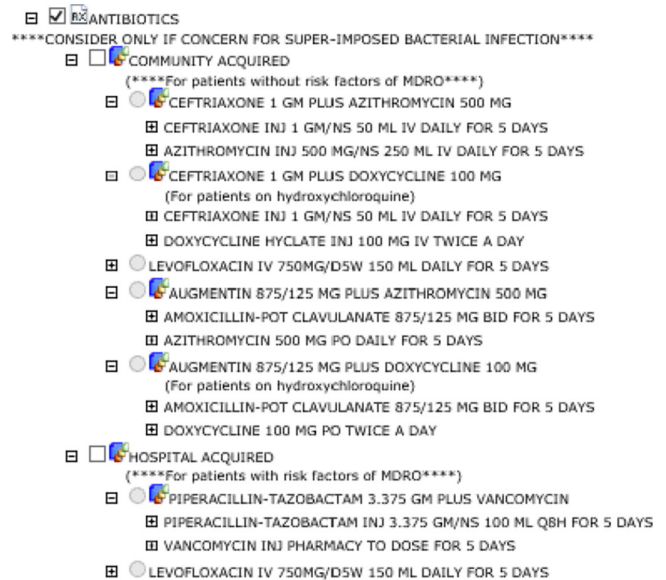 RX ANTIBIOTICS
****CONSIDER ONLY IF CONCERN FOR SUPER-IMPOSED BACTERIAL INFECTION****
COMMUNITY ACQUIRED
(****For patients without risk factors of MDRO****)
CEFTRIAXONE 1 GM PLUS AZITHROMYCIN 500 MG
CEFTRIAXONE INJ 1 GM/NS 50 ML IV DAILY FOR 5 DAYS
AZITHROMYCIN INJ 500 MG/NS 250 ML IV DAILY FOR 5 DAYS
CEFTRIAXONE 1 GM PLUS DOXYCYCLINE 100 MG
(For patients on hydroxychloroquine)
CEFTRIAXONE INJ 1 GM/NS 50 ML IV DAILY FOR 5 DAYS
DOXYCYCLINE HYCLATE INJ 100 MG IV TWICE A DAY
LEVOFLOXACIN IV 750MG/D5W 150 ML DAILY FOR 5 DAYS
AUGMENTIN 875/125 MG PLUS AZITHROMYCIN 500 MG
AMOXICILLIN-POT CLAVULANATE 875/125 MG BID FOR 5 DAYS
AZITHROMYCIN 500 MG PO DAILY FOR 5 DAYS
AUGMENTIN 875/125 MG PLUS DOXYCYCLINE 100 MG
(For patients on hydroxychloroquine)
AMOXICILLIN-POT CLAVULANATE 875/125 MG BID FOR 5 DAYS
DOXYCYCLINE 100 MG PO TWICE A DAY
HOSPITAL ACQUIRED
(****For patients with risk factors of MDRO****)
PIPERACILLIN-TAZOBACTAM 3.375 GM PLUS VANCOMYCIN
PIPERACILLIN-TAZOBACTAM INJ 3.375 GM/NS 100 ML Q8H FOR 5 DAYS
VANCOMYCIN INJ PHARMACY TO DOSE FOR 5 DAYS
LEVOFLOXACIN IV 750MG/D5W 150 ML DAILY FOR 5 DAYS